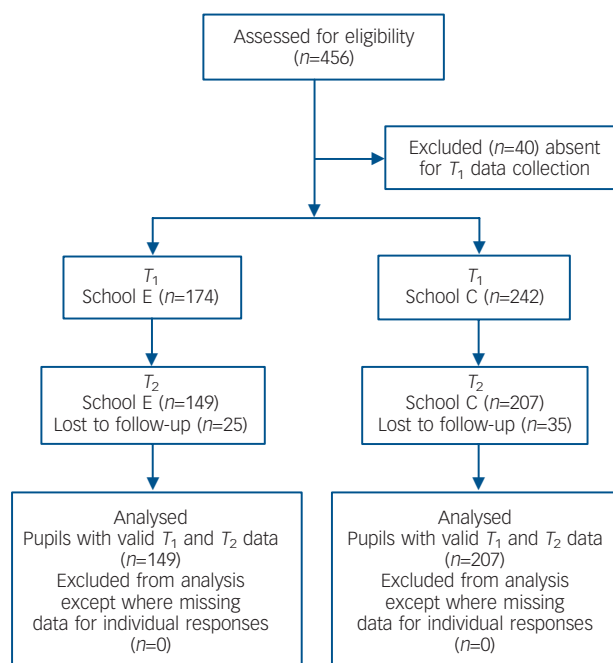 Assessed for eligibility
(n=456)
Excluded (n=40) absent
for T1 data collection
T1
School E (n=174)
T1
School C (n=242)
T2
School E (n=149)
Lost to follow-up (n=25)
T2
School C (n=207)
Lost to follow-up (n=35)
Analysed
Pupils with valid T1 and T2 data
(n=149)
Excluded from analysis
except where missing
data for individual responses
(n=0)
Analysed
Pupils with valid T1 and T2 data
(n=207)
Excluded from analysis
except where missing
data for individual responses
(n=0)